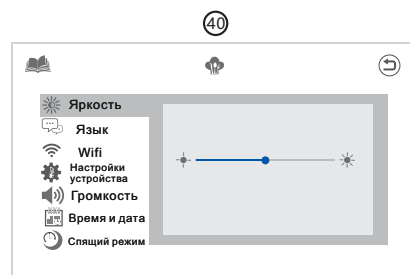 40
Яркость
Язык
Wifi
Настройки
устройства
Громкость
Время и дата
Спящий режим